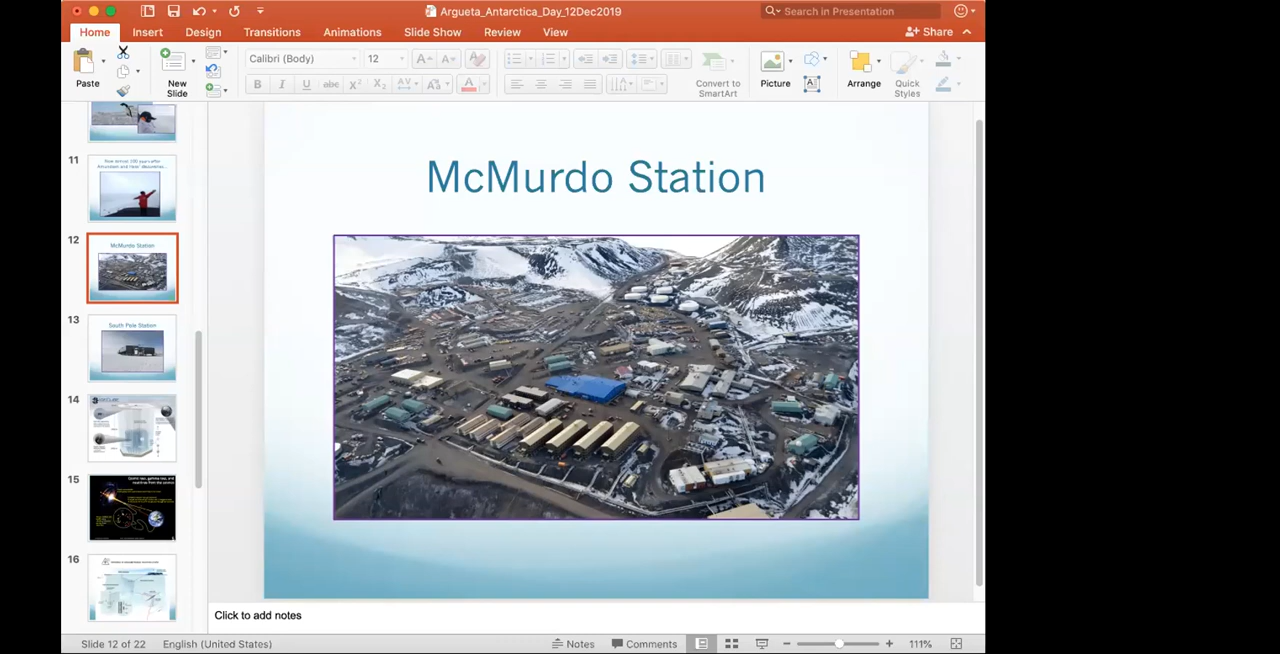 Argueta_Antarctica_Day_12Dec2019
Search in Presentation
Home Insert Design Transitions Animations Slide Show Review View Share
Paste
New Slide
Calibri (Body) 12
Convert to SmartArt
Picture
Arrange
Quick Styles
11
12
McMurdo Station
13
South Pole Station
14
15
16
McMurdo Station
Click to add notes
Slide 12 of 22 English (United States) Notes Comments 111%